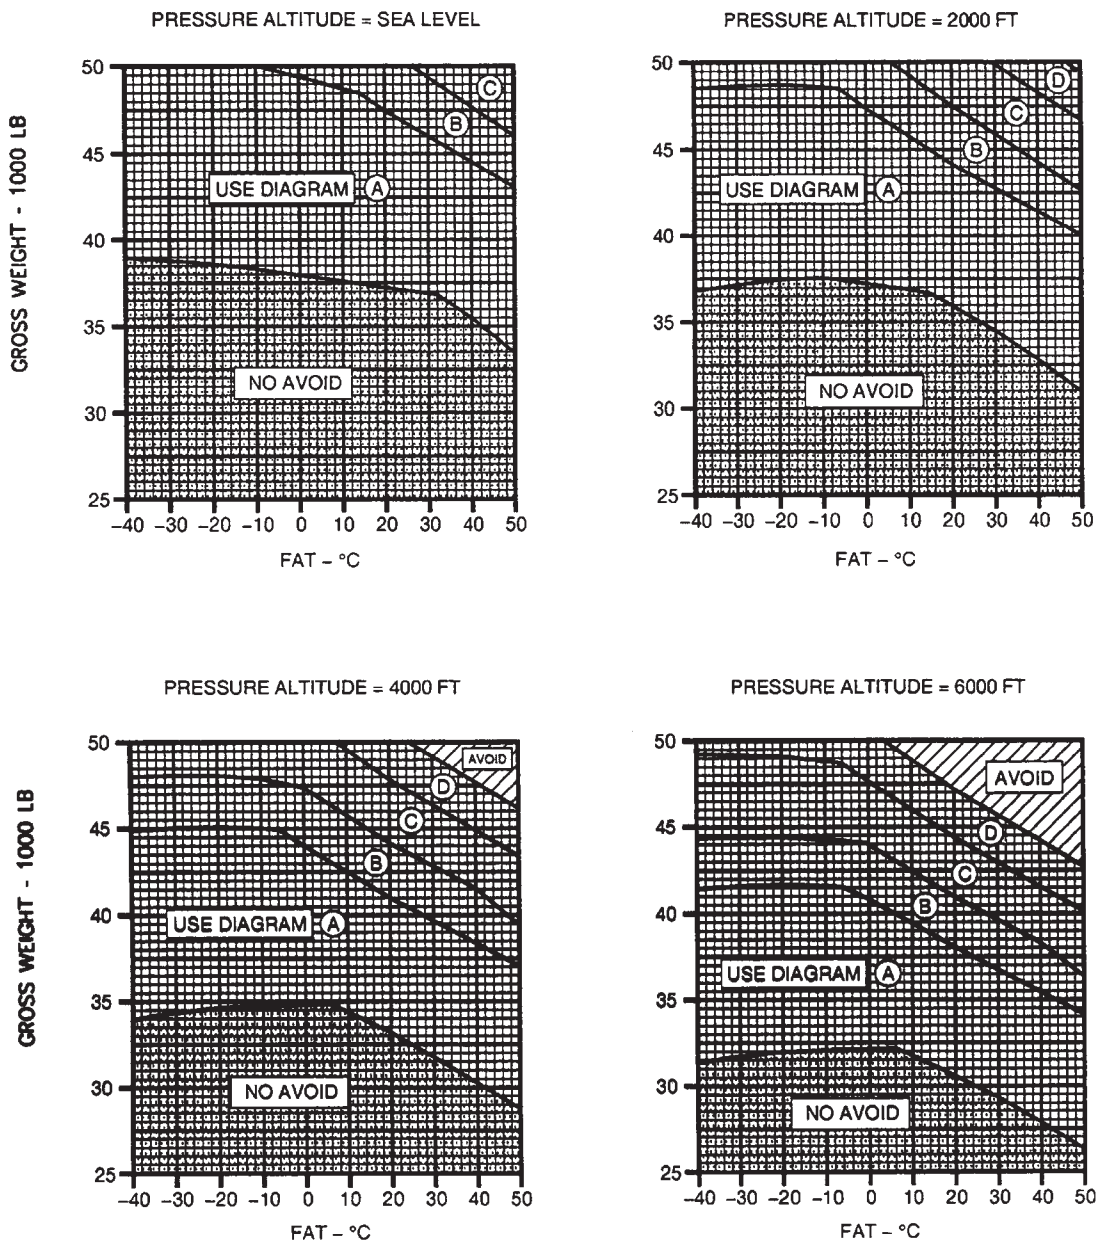 PRESSURE ALTITUDE = SEA LEVEL
GROSS WEIGHT - 1000 LB
50
45
40
35
30
25
C
B
USE DIAGRAM A
NO AVOID
-40 -30 -20 -10 0 10 20 30 40 50
FAT - °C
PRESSURE ALTITUDE = 2000 FT
50
45
40
35
30
25
D
C
B
USE DIAGRAM A
NO AVOID
-40 -30 -20 -10 0 10 20 30 40 50
FAT - °C
PRESSURE ALTITUDE = 4000 FT
GROSS WEIGHT - 1000 LB
50
45
40
35
30
25
AVOID
D
C
B
USE DIAGRAM A
NO AVOID
-40 -30 -20 -10 0 10 20 30 40 50
FAT - °C
PRESSURE ALTITUDE = 6000 FT
50
45
40
35
30
25
AVOID
D
C
B
USE DIAGRAM A
NO AVOID
-40 -30 -20 -10 0 10 20 30 40 50
FAT - °C